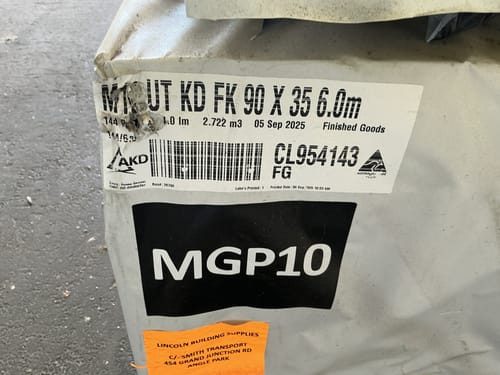 UT KD FK 90 X 35 6.0m
144 2.722 m3 05 Sep 2025 Finished Goods
AKD
CL954143
FG
MGP10
LINCOLN BUILDING SUPPLIES
C/-SMITH TRANSPORT
454 GRAND JUNCTION RD
ANGLE PARK